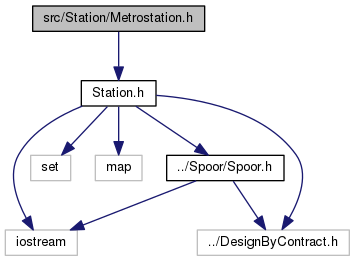 src/Station/Metrostation.h
Station.h
set
map
../Spoor/Spoor.h
iostream
../DesignByContract.h